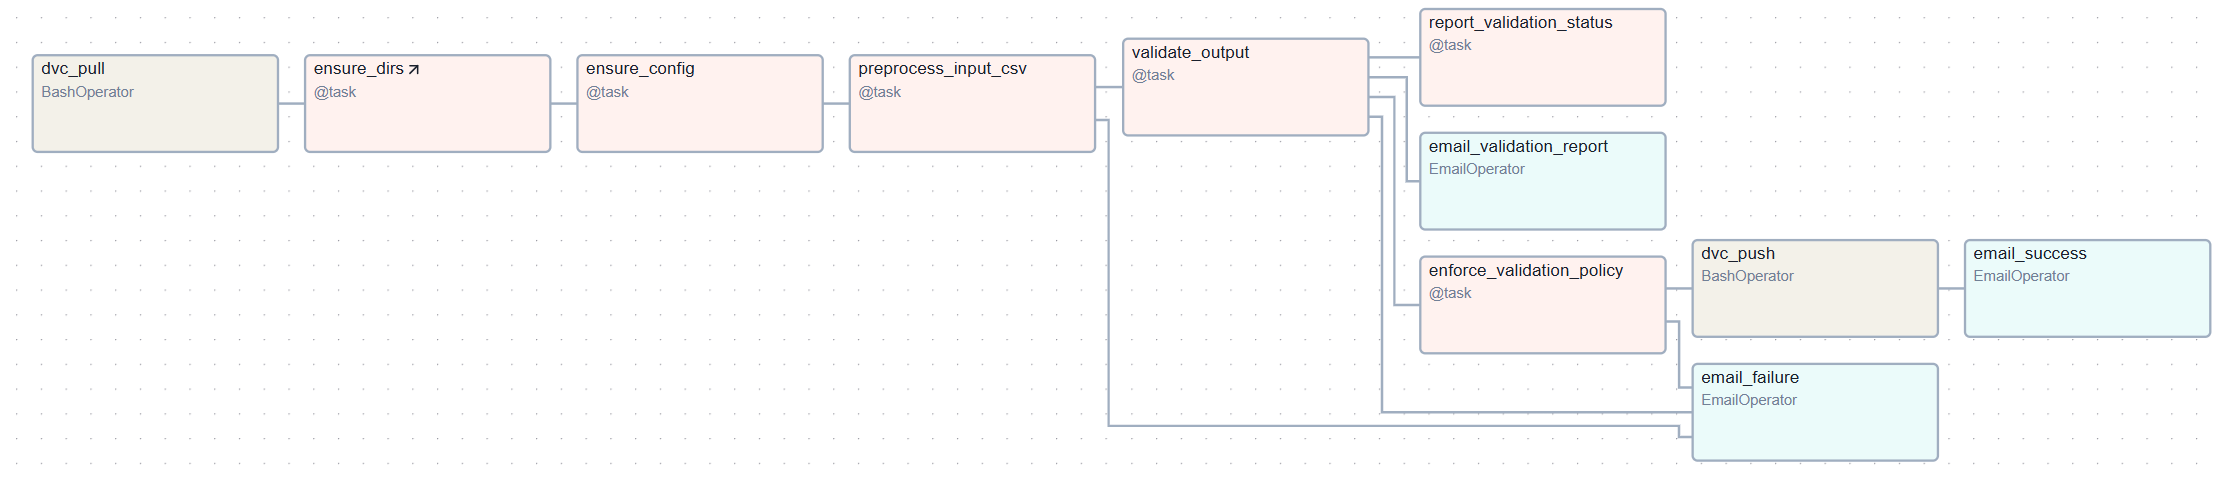 dvc_pull
BashOperator
ensure_dirs
@task
ensure_config
@task
preprocess_input_csv
@task
validate_output
@task
report_validation_status
@task
email_validation_report
EmailOperator
enforce_validation_policy
@task
dvc_push
BashOperator
email_success
EmailOperator
email_failure
EmailOperator